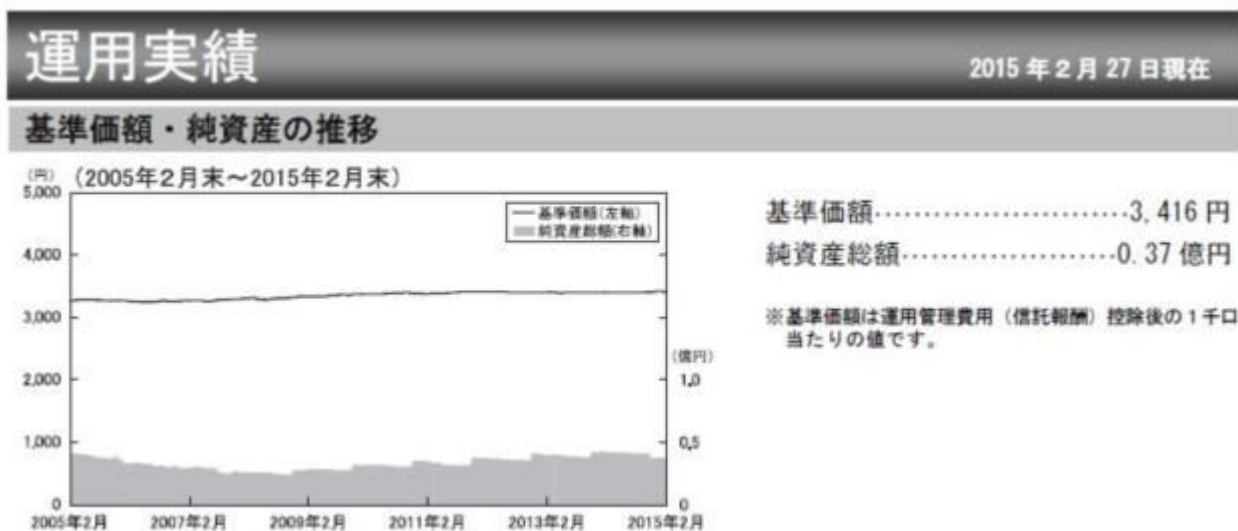 運用実績
2015年2月27日現在
基準価額・純資産の推移
(円)
(2005年2月末~2015年2月末)
5,000
4,000
3,000
2,000
1,000
0
基準価額(左軸)
純資産総額(右軸)
(億円)
1.0
0.5
0
2005年2月 2007年2月 2009年2月 2011年2月 2013年2月 2015年2月
基準価額…………………………3,416円
純資産総額……………………0.37億円
※基準価額は運用管理費用(信託報酬)控除後の1千口
当たりの値です。